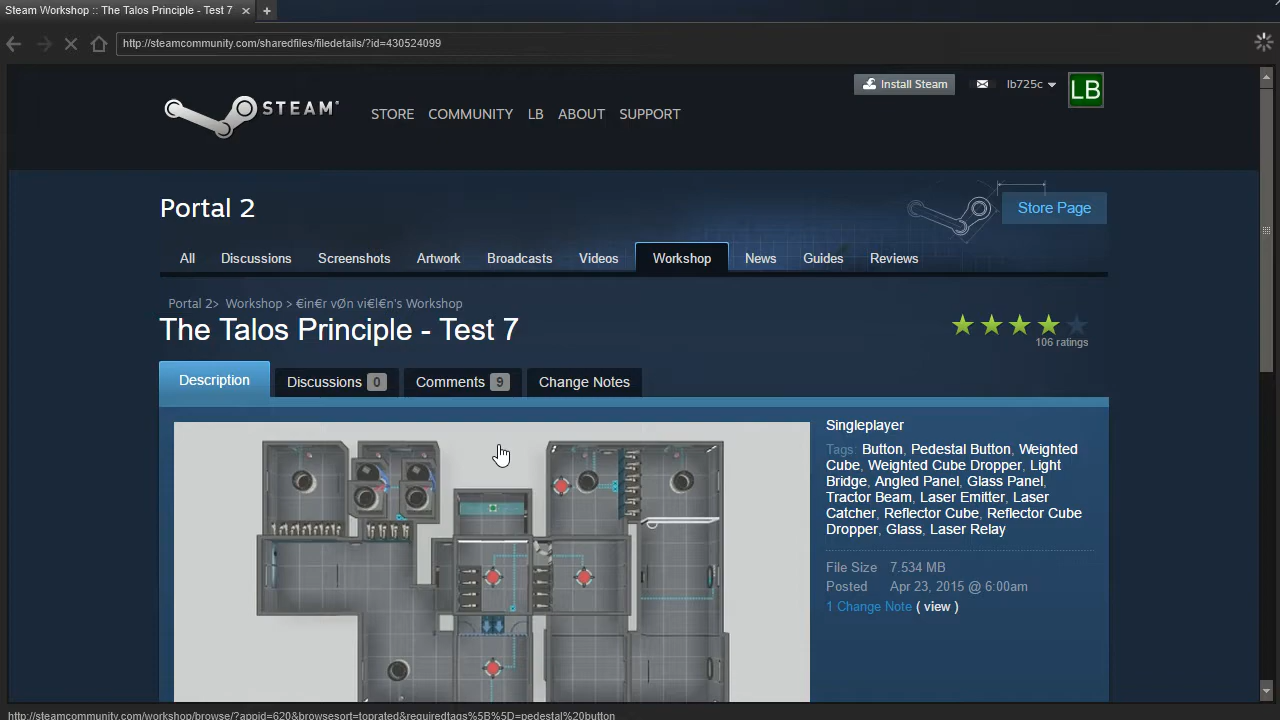 Steam Workshop :: The Talos Principle - Test 7
http://steamcommunity.com/sharedfiles/filedetails/?id=430524099
Install Steam
lb725c
LB
STEAM
STORE COMMUNITY LB ABOUT SUPPORT
Portal 2
Store Page
All Discussions Screenshots Artwork Broadcasts Videos Workshop News Guides Reviews
Portal 2> Workshop > €in€r vØn vi€l€n's Workshop
The Talos Principle - Test 7
106 ratings
Description Discussions 0 Comments 9 Change Notes
Singleplayer
Tags: Button, Pedestal Button, Weighted
Cube, Weighted Cube Dropper, Light
Bridge, Angled Panel, Glass Panel,
Tractor Beam, Laser Emitter, Laser
Catcher, Reflector Cube, Reflector Cube
Dropper, Glass, Laser Relay
File Size 7.534 MB
Posted Apr 23, 2015 @ 6:00am
1 Change Note ( view )
http://steamcommunity.com/workshop/browse/?appid=620&browsesort=toprated&requiredtags%5B%5D=pedestal%20button